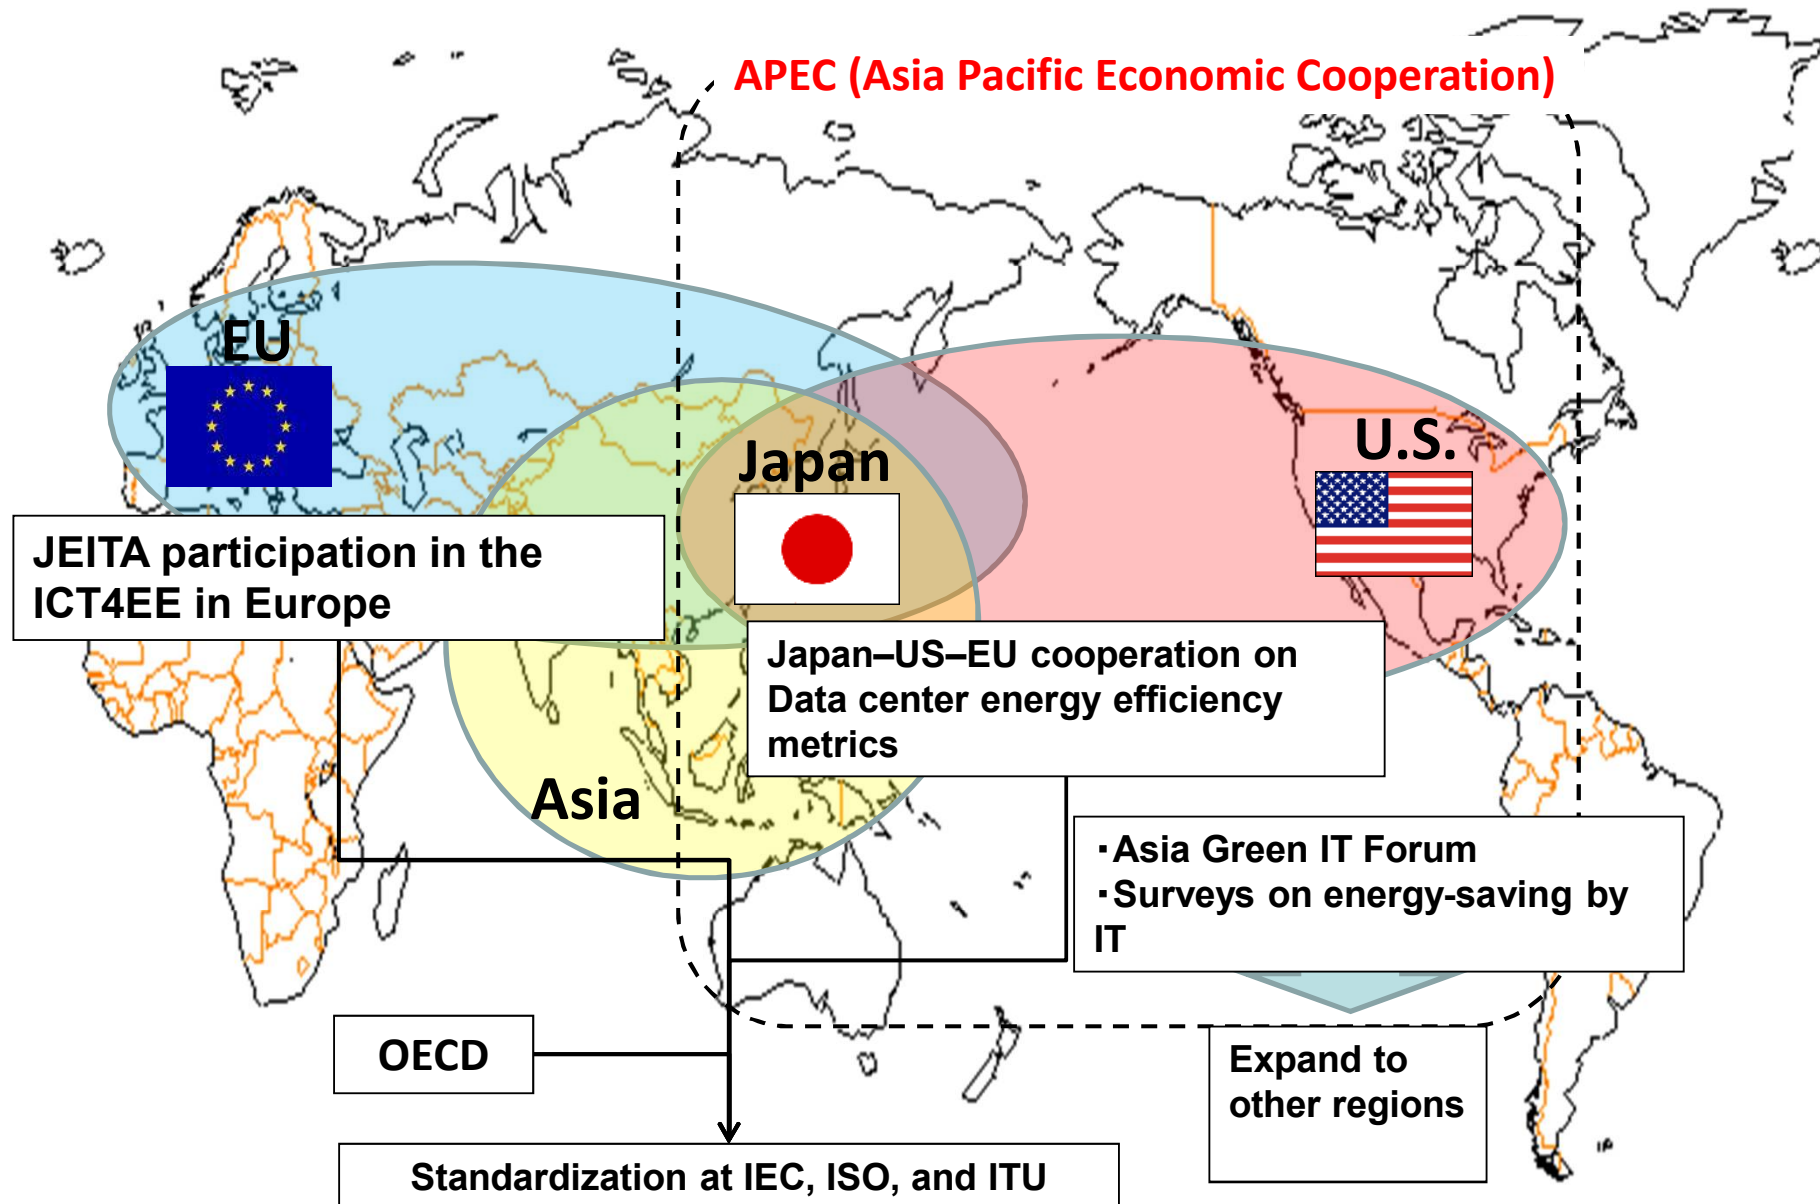 APEC (Asia Pacific Economic Cooperation)
EU
Japan
U.S.
JEITA participation in the
ICT4EE in Europe
Japan–US–EU cooperation on
Data center energy efficiency
metrics
Asia
・Asia Green IT Forum
・Surveys on energy-saving by
IT
OECD
Expand to
other regions
Standardization at IEC, ISO, and ITU